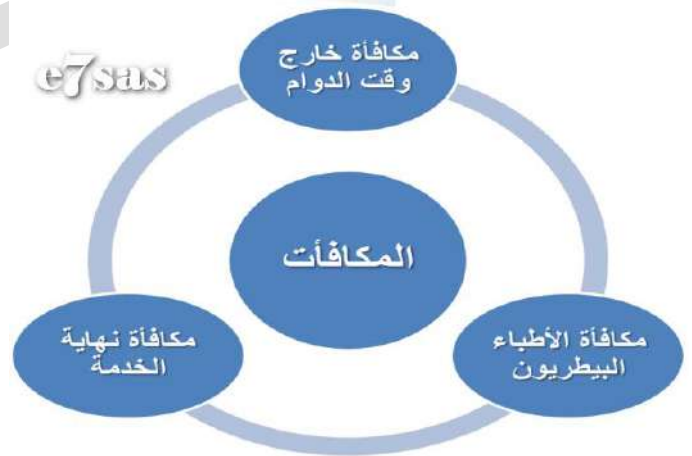 e7sas
مكافأة خارج
وقت الدوام
المكافأت
مكافأة الأطباء
البيطريون
مكافأة نهاية
الخدمة